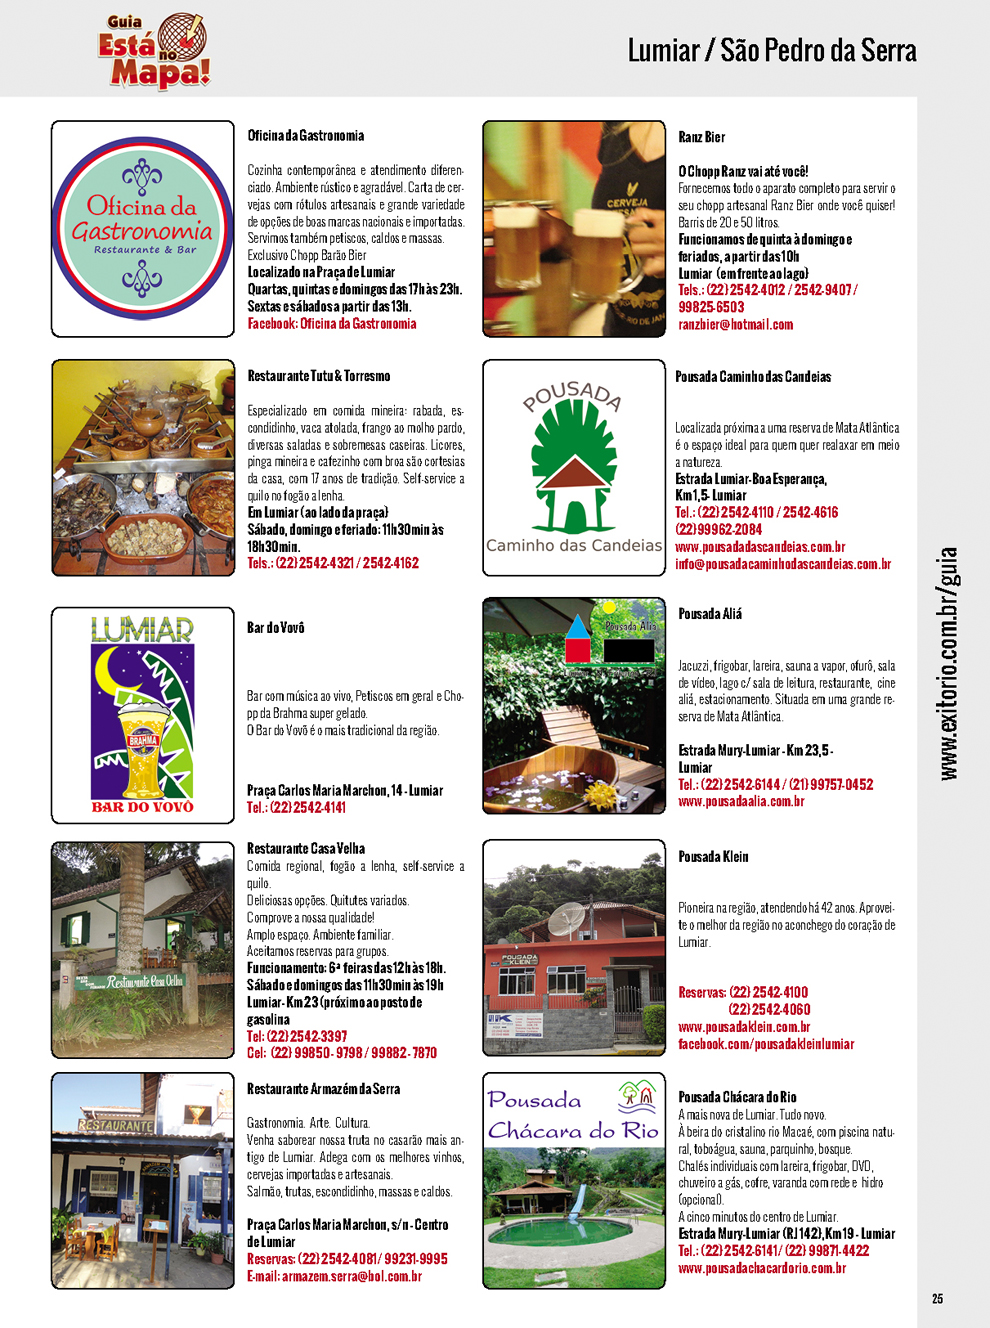 Guia
Está
no
Mapa!
Lumiar / São Pedro da Serra
Oficina da
Gastronomia
Restaurante & Bar
Oficina da Gastronomia
Cozinha contemporânea e atendimento diferen-
ciado. Ambiente rústico e agradável. Carta de cer-
vejas com rótulos artesanais e grande variedade
de opções de boas marcas nacionais e importadas.
Servimos também petiscos, caldos e massas.
Exclusivo Chopp Barão Bier
Localizado na Praça de Lumiar
Quartas, quintas e domingos das 17h às 23h.
Sextas e sábados a partir das 13h.
Facebook: Oficina da Gastronomia
Restaurante Tutu & Torresmo
Especializado em comida mineira: rabada, es-
condidinho, vaca atolada, frango ao molho pardo,
diversas saladas e sobremesas caseiras. Licores,
pinga mineira e cafezinho com broa são cortesias
da casa, com 17 anos de tradição. Self-service a
quilo no fogão a lenha.
Em Lumiar (ao lado da praça)
Sábado, domingo e feriado: 11h30min às
18h30min.
Tels.: (22) 2542-4321 / 2542-4162
LUMIAR
BRAHMA
BAR DO VOVÔ
Bar do Vovô
Bar com música ao vivo, Petiscos em geral e Cho-
pp da Brahma super gelado.
O Bar do Vovô é o mais tradicional da região.
Praça Carlos Maria Marchon, 14 - Lumiar
Tel.: (22) 2542-4141
Restaurante Casa Velha
Restaurante Casa Velha
Comida regional, fogão a lenha, self-service a
quilo.
Deliciosas opções. Quitutes variados.
Comprove a nossa qualidade!
Amplo espaço. Ambiente familiar.
Aceitamos reservas para grupos.
Funcionamento: 6ª feiras das 12h às 18h.
Sábado e domingos das 11h30min às 19h
Lumiar - Km 23 (próximo ao posto de
gasolina
Tel: (22) 2542-3397
Cel: (22) 99850 - 9798 / 99882 - 7870
RESTAURANTE
Restaurante Armazém da Serra
Gastronomia. Arte. Cultura.
Venha saborear nossa truta no casarão mais an-
tigo de Lumiar. Adega com os melhores vinhos,
cervejas importadas e artesanais.
Salmão, trutas, escondidinho, massas e caldos.
Praça Carlos Maria Marchon, s/n - Centro
de Lumiar
Reservas: (22) 2542-4081/ 99231-9995
E-mail: armazem.serra@bol.com.br
CERVEJA
Ranz Bier
O Chopp Ranz vai até você!
Fornecemos todo o aparato completo para servir o
seu chopp artesanal Ranz Bier onde você quiser!
Barris de 20 e 50 litros.
Funcionamos de quinta à domingo e
feriados, a partir das 10h
Lumiar (em frente ao lago)
Tels.: (22) 2542-4012 / 2542-9407 /
99825-6503
ranzbier@hotmail.com
POUSADA
Caminho das Candeias
Pousada Caminho das Candeias
Localizada próxima a uma reserva de Mata Atlântica
é o espaço ideal para quem quer realaxar em meio
a natureza.
Estrada Lumiar-Boa Esperança,
Km 1,5 - Lumiar
Tel.: (22) 2542-4110 / 2542-4616
(22) 99962-2084
www.pousadadascandeias.com.br
info@pousadacaminhodascandeias.com.br
Pousada Aliá
Pousada Aliá
Jacuzzi, frigobar, lareira, sauna a vapor, ofurô, sala
de vídeo, lago c/ sala de leitura, restaurante, cine
aliá, estacionamento. Situada em uma grande re-
serva de Mata Atlântica.
Estrada Mury-Lumiar - Km 23,5 -
Lumiar
Tel.: (22) 2542-6144 / (21) 99757-0452
www.pousadaalia.com.br
POUSADA
KLEIN
Pousada Klein
Pioneira na região, atendendo há 42 anos. Aprovei-
te o melhor da região no aconchego do coração de
Lumiar.
Reservas: (22) 2542-4100
(22) 2542-4060
www.pousadaklein.com.br
facebook.com/pousadakleinlumiar
Pousada
Chácara do Rio
Pousada Chácara do Rio
A mais nova de Lumiar. Tudo novo.
À beira do cristalino rio Macaé, com piscina natu-
ral, toboágua, sauna, parquinho, bosque.
Chalés individuais com lareira, frigobar, DVD,
chuveiro a gás, cofre, varanda com rede e hidro
(opcional).
A cinco minutos do centro de Lumiar.
Estrada Mury-Lumiar (RJ 142), Km 19 - Lumiar
Tel.: (22) 2542-6141/ (22) 99871-4422
www.pousadachacardorio.com.br
www.exitorio.com.br/guia
25